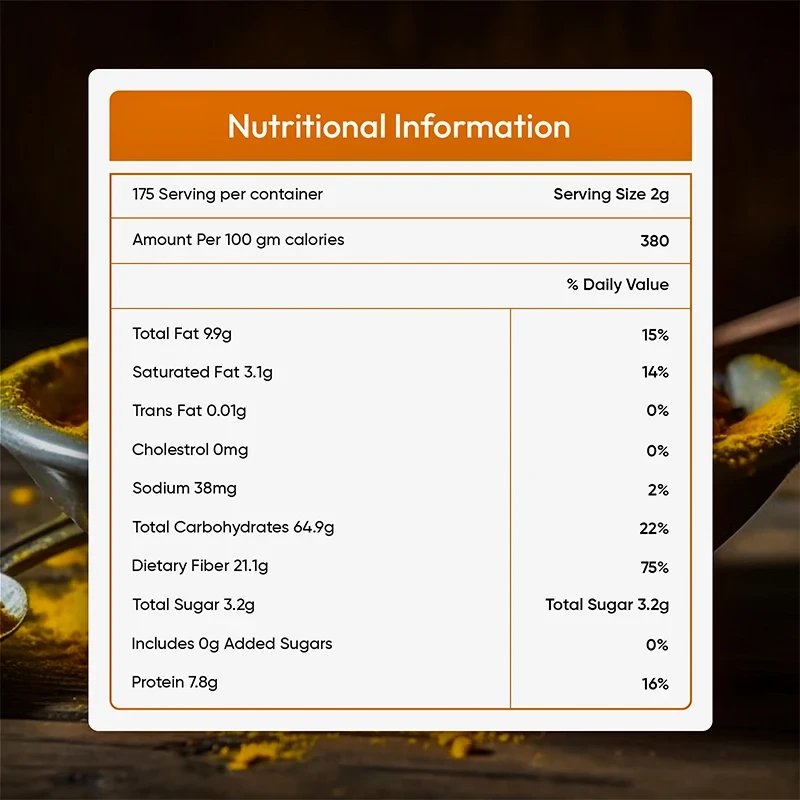 Nutritional Information
175 Serving per container Serving Size 2g
Amount Per 100 gm calories 380
% Daily Value
Total Fat 9.9g 15%
Saturated Fat 3.1g 14%
Trans Fat 0.01g 0%
Cholestrol 0mg 0%
Sodium 38mg 2%
Total Carbohydrates 64.9g 22%
Dietary Fiber 21.1g 75%
Total Sugar 3.2g Total Sugar 3.2g
Includes 0g Added Sugars 0%
Protein 7.8g 16%